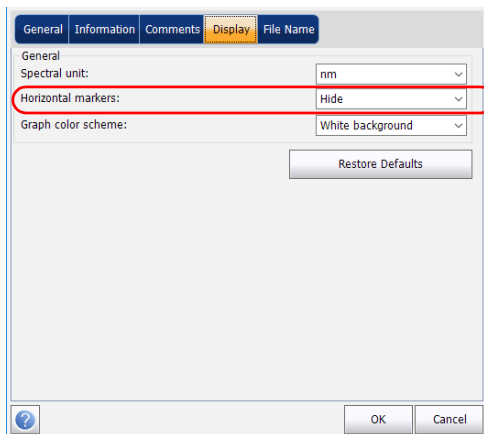 General Information Comments Display File Name
General
Spectral unit: nm
Horizontal markers: Hide
Graph color scheme: White background
Restore Defaults
? OK Cancel